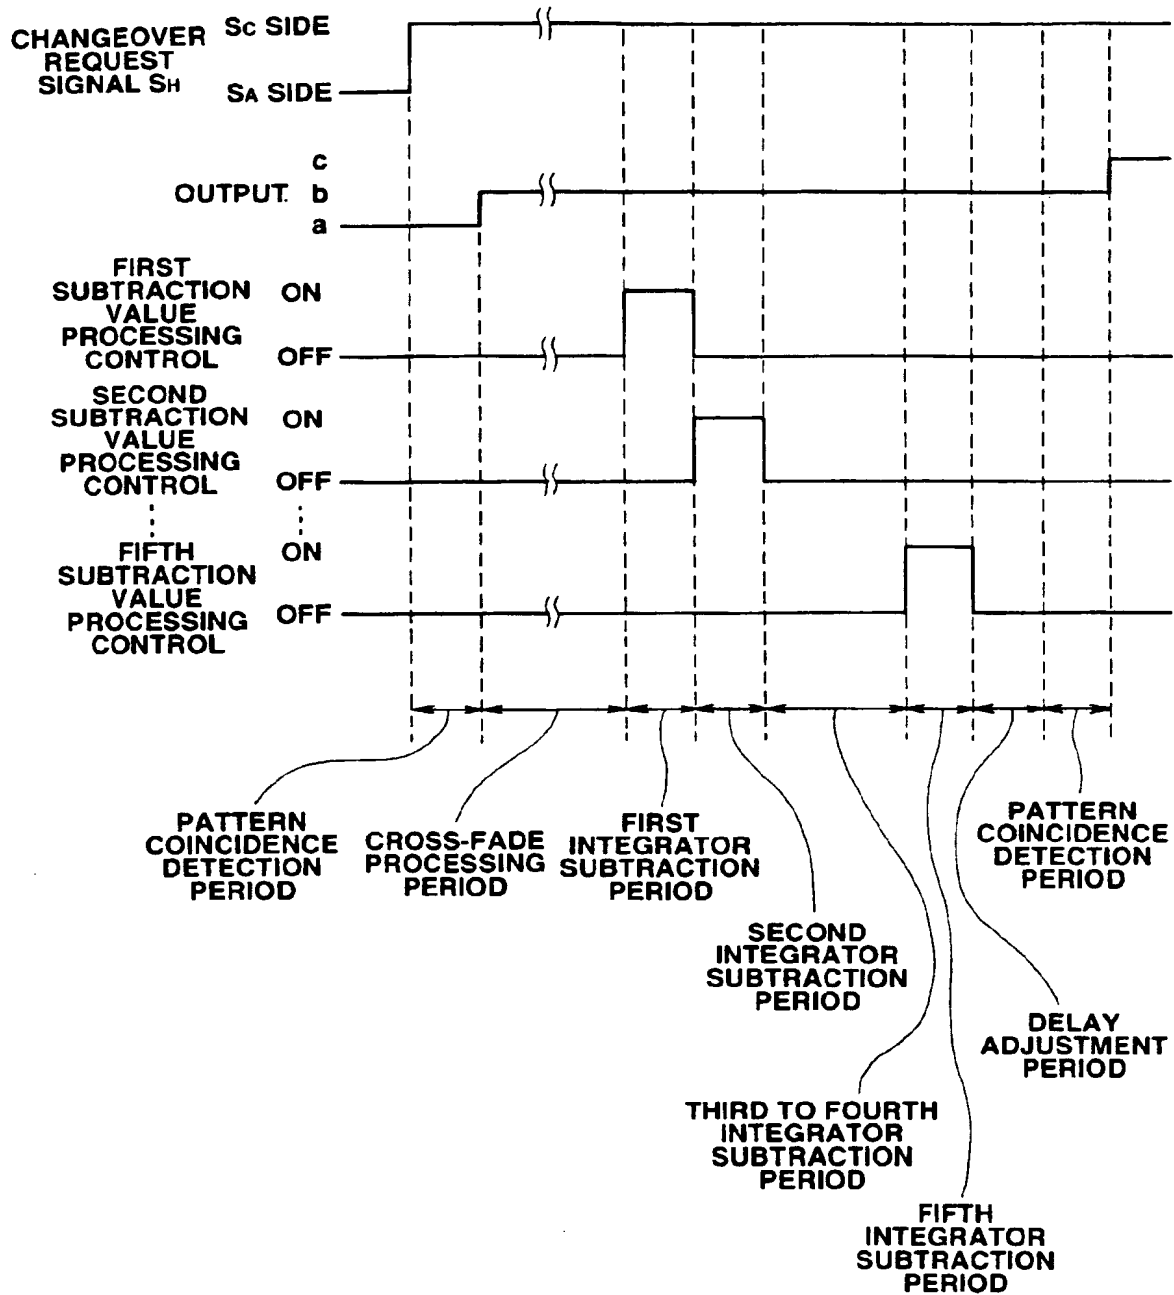 CHANGEOVER
REQUEST
SIGNAL SH
SC SIDE
SA SIDE
OUTPUT.
c
b
a
FIRST
SUBTRACTION
VALUE
PROCESSING
CONTROL
ON
OFF
SECOND
SUBTRACTION
VALUE
PROCESSING
CONTROL
ON
OFF
FIFTH
SUBTRACTION
VALUE
PROCESSING
CONTROL
ON
OFF
PATTERN
COINCIDENCE
DETECTION
PERIOD
CROSS-FADE
PROCESSING
PERIOD
FIRST
INTEGRATOR
SUBTRACTION
PERIOD
SECOND
INTEGRATOR
SUBTRACTION
PERIOD
THIRD TO FOURTH
INTEGRATOR
SUBTRACTION
PERIOD
FIFTH
INTEGRATOR
SUBTRACTION
PERIOD
DELAY
ADJUSTMENT
PERIOD
PATTERN
COINCIDENCE
DETECTION
PERIOD